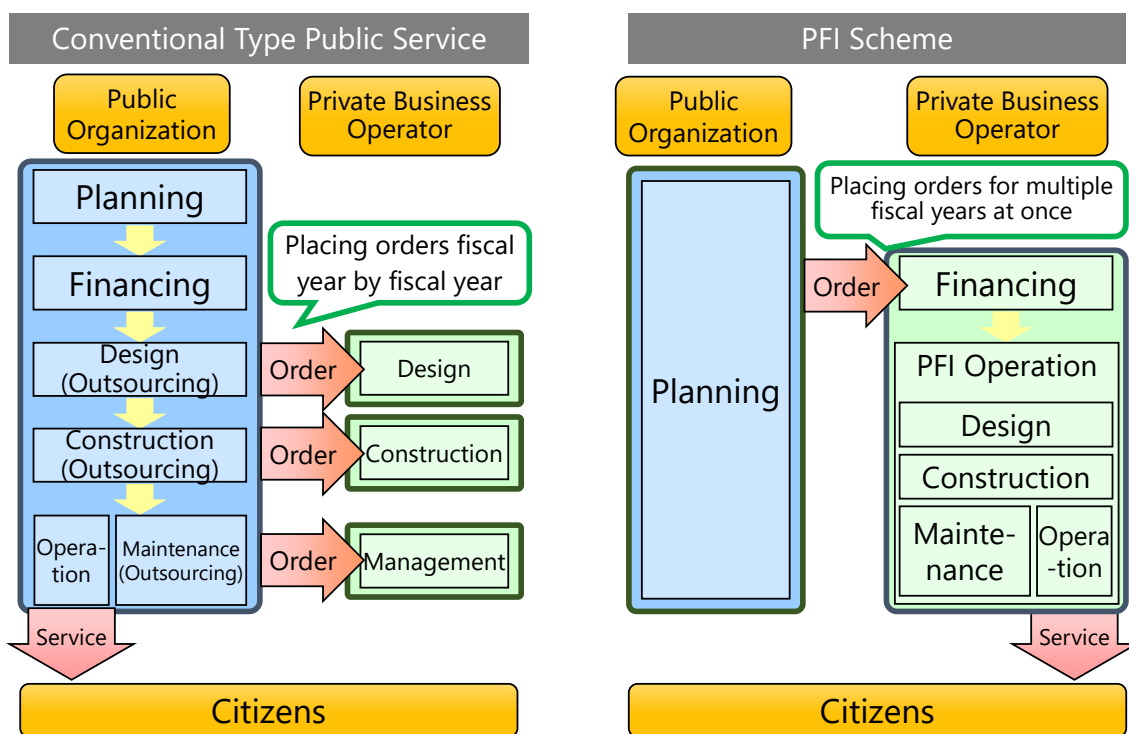 Conventional Type Public Service
Public
Organization
Private Business
Operator
Planning
Financing
Placing orders fiscal
year by fiscal year
Design
(Outsourcing)
Order
Design
Construction
(Outsourcing)
Order
Construction
Opera-
tion
Maintenance
(Outsourcing)
Order
Management
Service
Citizens
PFI Scheme
Public
Organization
Private Business
Operator
Placing orders for multiple
fiscal years at once
Planning
Order
Financing
PFI Operation
Design
Construction
Mainte-
nance
Opera
-tion
Service
Citizens